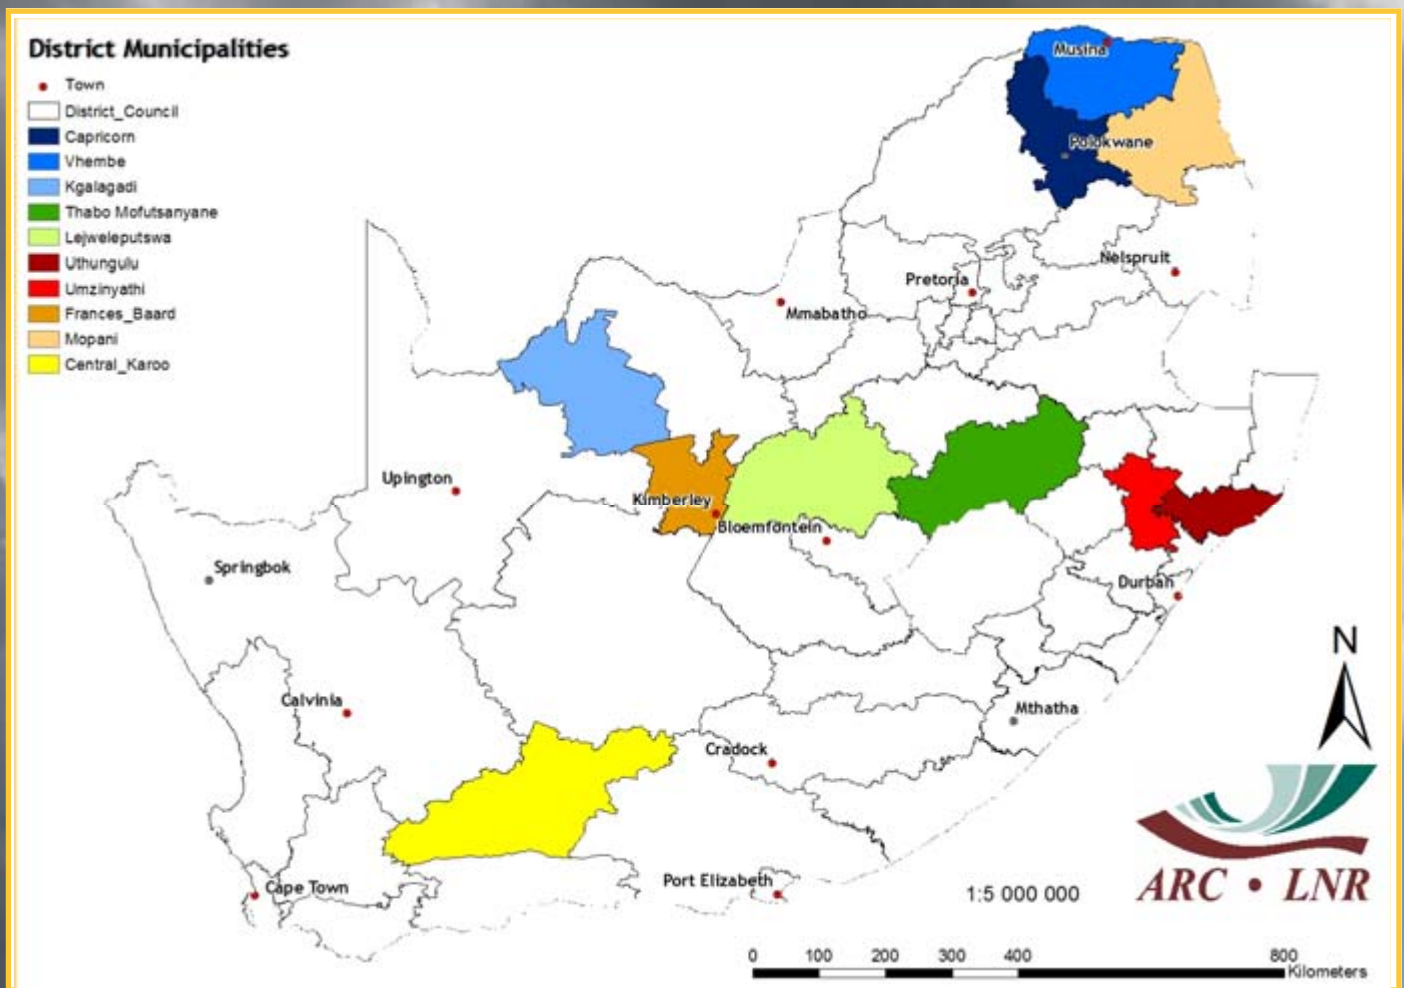 District Municipalities
Town
District_Council
Capricorn
Vhembe
Kgalagadi
Thabo Mofutsanyane
Lejweleputswa
Uthungulu
Umzinyathi
Frances_Baard
Mopani
Central_Karoo
Musina
Polokwane
Nelspruit
Pretoria
Mmabatho
Upington
Kimberley
Bloemfontein
Springbok
Durban
N
Calvinia
Mthatha
Cradock
Cape Town
Port Elizabeth
1:5 000 000
ARC • LNR
0 100 200 300 400 800
Kilometers